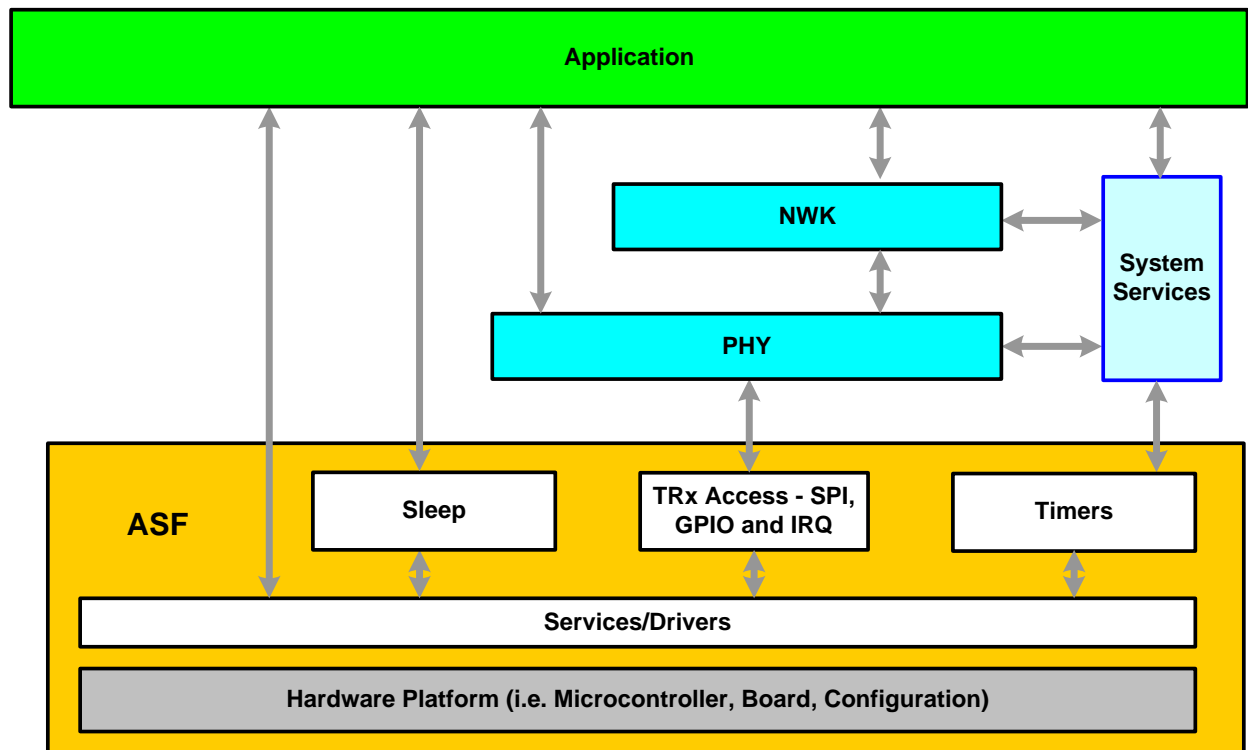 Application
NWK
System
Services
PHY
ASF
Sleep
TRx Access - SPI,
GPIO and IRQ
Timers
Services/Drivers
Hardware Platform (i.e. Microcontroller, Board, Configuration)